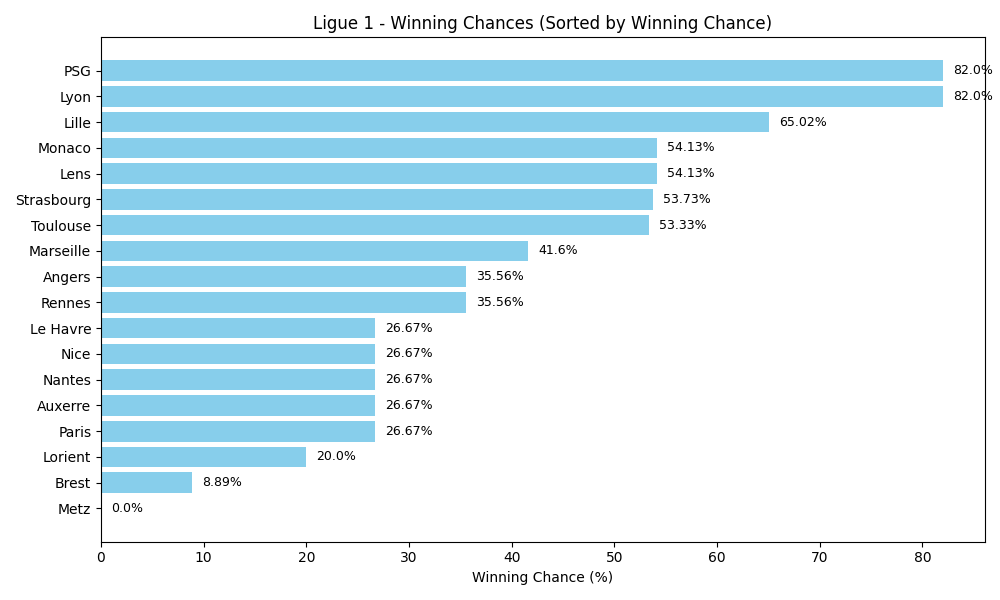 Ligue 1 - Winning Chances (Sorted by Winning Chance)
PSG 82.0%
Lyon 82.0%
Lille 65.02%
Monaco 54.13%
Lens 54.13%
Strasbourg 53.73%
Toulouse 53.33%
Marseille 41.6%
Angers 35.56%
Rennes 35.56%
Le Havre 26.67%
Nice 26.67%
Nantes 26.67%
Auxerre 26.67%
Paris 26.67%
Lorient 20.0%
Brest 8.89%
Metz 0.0%
0 10 20 30 40 50 60 70 80
Winning Chance (%)